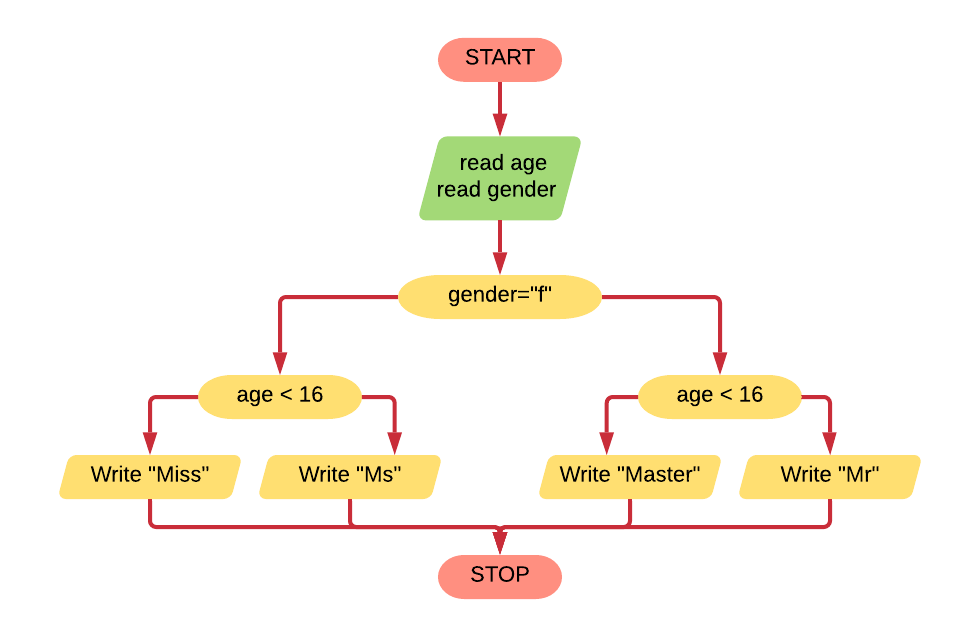 START
read age
read gender
gender="f"
age < 16
age < 16
Write "Miss"
Write "Ms"
Write "Master"
Write "Mr"
STOP